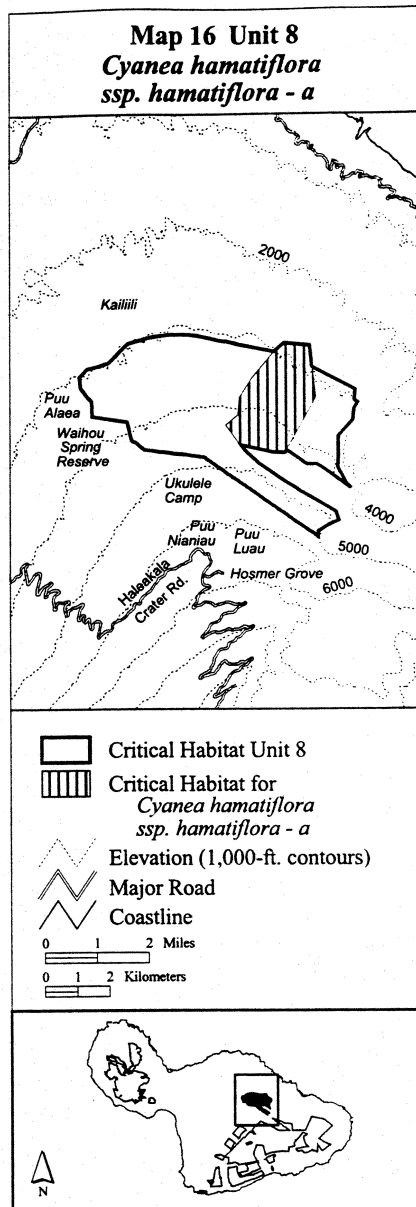 Map 16 Unit 8
Cyanea hamatiflora
ssp. hamatiflora - a
2000
Kailiili
Puu
Alaea
Waihou
Spring
Reserve
Ukulele
Camp
Puu
Nianiau
Puu
Luau
4000
5000
Hosmer Grove
6000
Haleakala
Crater Rd.
Critical Habitat Unit 8
Critical Habitat for
Cyanea hamatiflora
ssp. hamatiflora - a
Elevation (1,000-ft. contours)
Major Road
Coastline
0 1 2 Miles
0 1 2 Kilometers
N